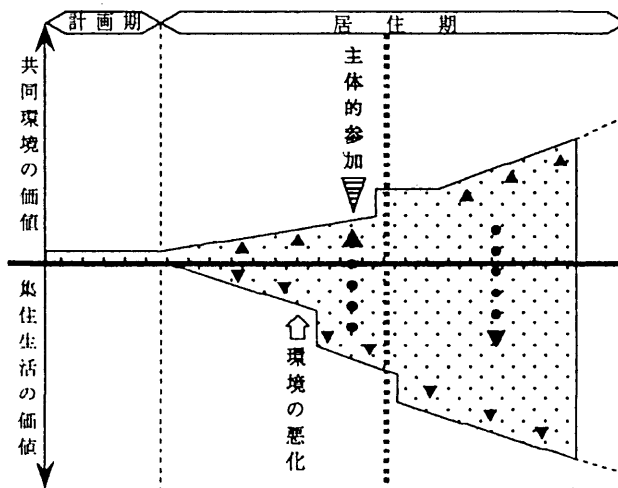 計画期
居住期
共同環境の価値
主体的参加
集住生活の価値
環境の悪化